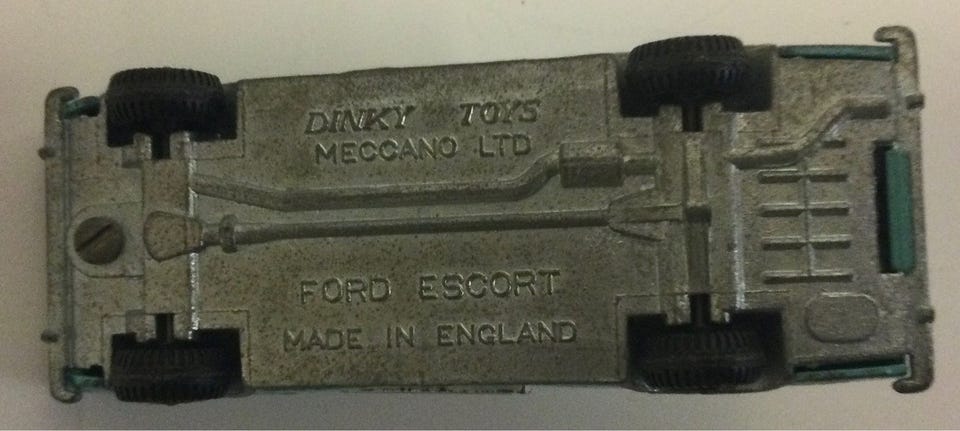 DINKY TOYS
MECCANO LTD
FORD ESCORT
MADE IN ENGLAND